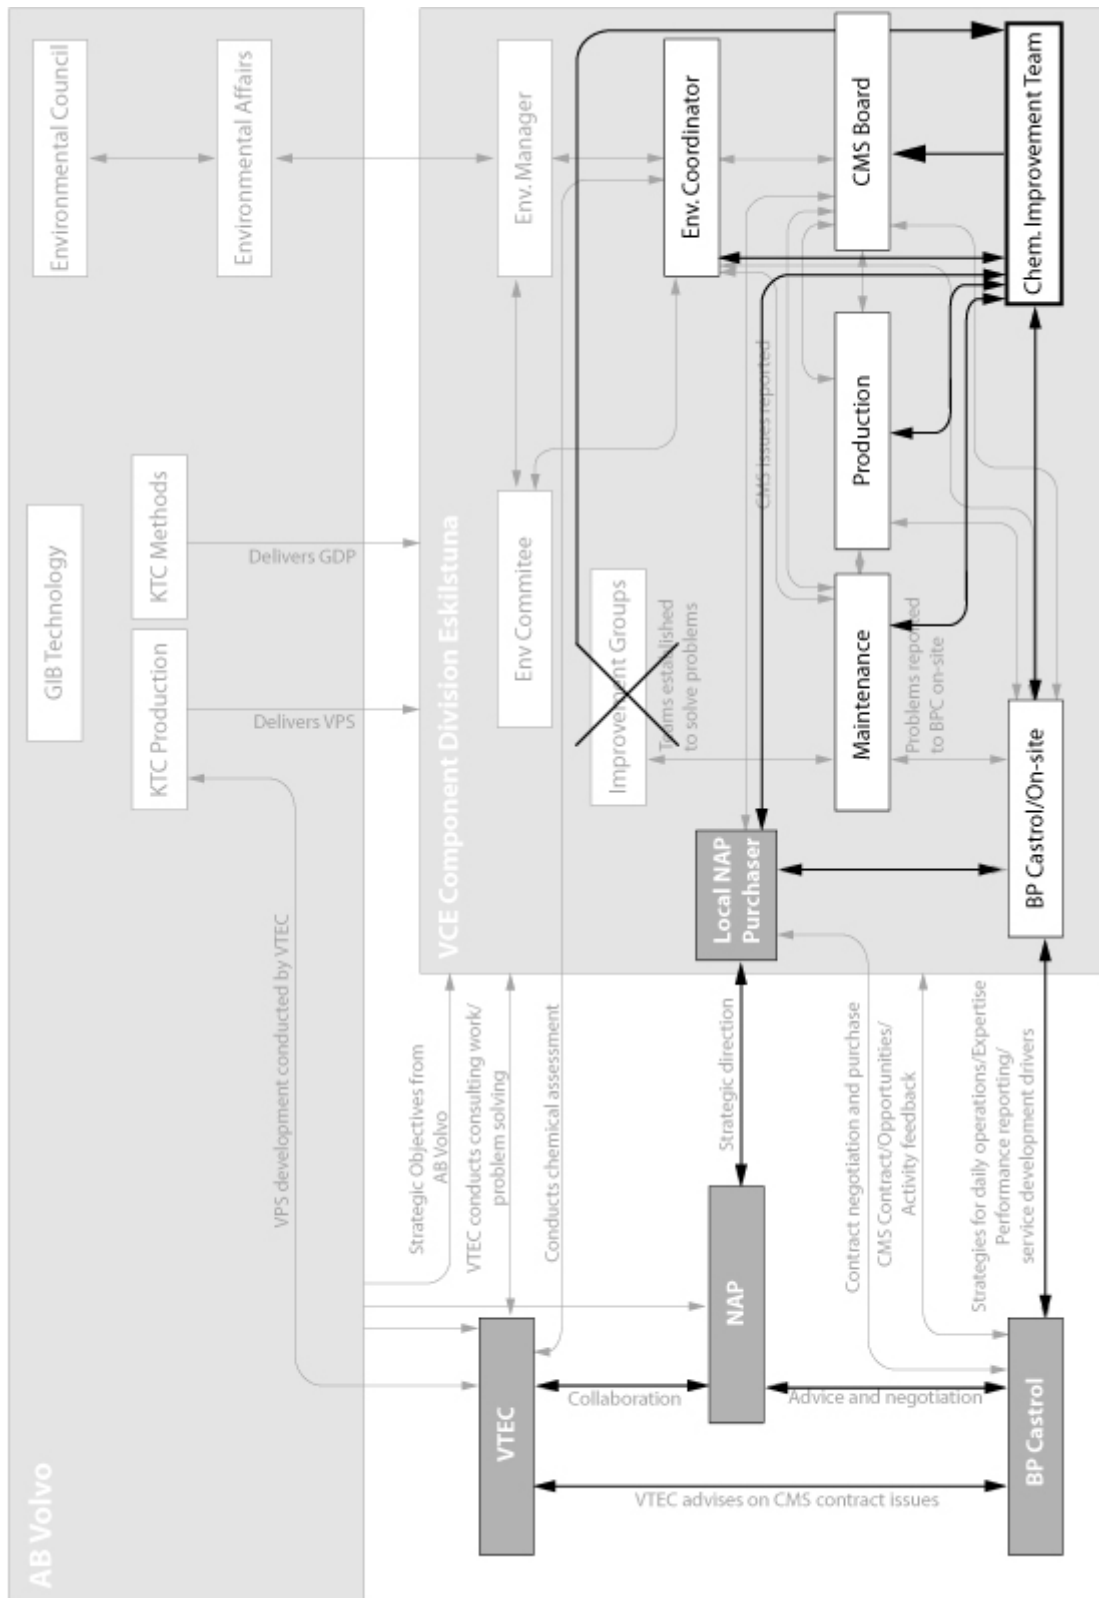 AB Volvo
GIB Technology
Environmental Council
KTC Production
KTC Methods
Environmental Affairs
VPS development conducted by VTEC
Delivers VPS
Delivers GDP
Strategic Objectives from
AB Volvo
VCE Component Division Eskilstuna
VTEC conducts consulting work/
problem solving
VTEC
Env Commitee
Env. Manager
Conducts chemical assessment
Collaboration
Improvement Groups
Teams established
to solve problems
Env. Coordinator
NAP
Strategic direction
Local NAP
Purchaser
CMS issues reported
Advice and negotiation
Contract negotiation and purchase
CMS Contract/Opportunities/
Activity feedback
Maintenance
Production
CMS Board
Problems reported
to BPC on-site
VTEC advises on CMS contract issues
Strategies for daily operations/Expertise
Performance reporting/
service development drivers
BP Castrol
BP Castrol/On-site
Chem. Improvement Team